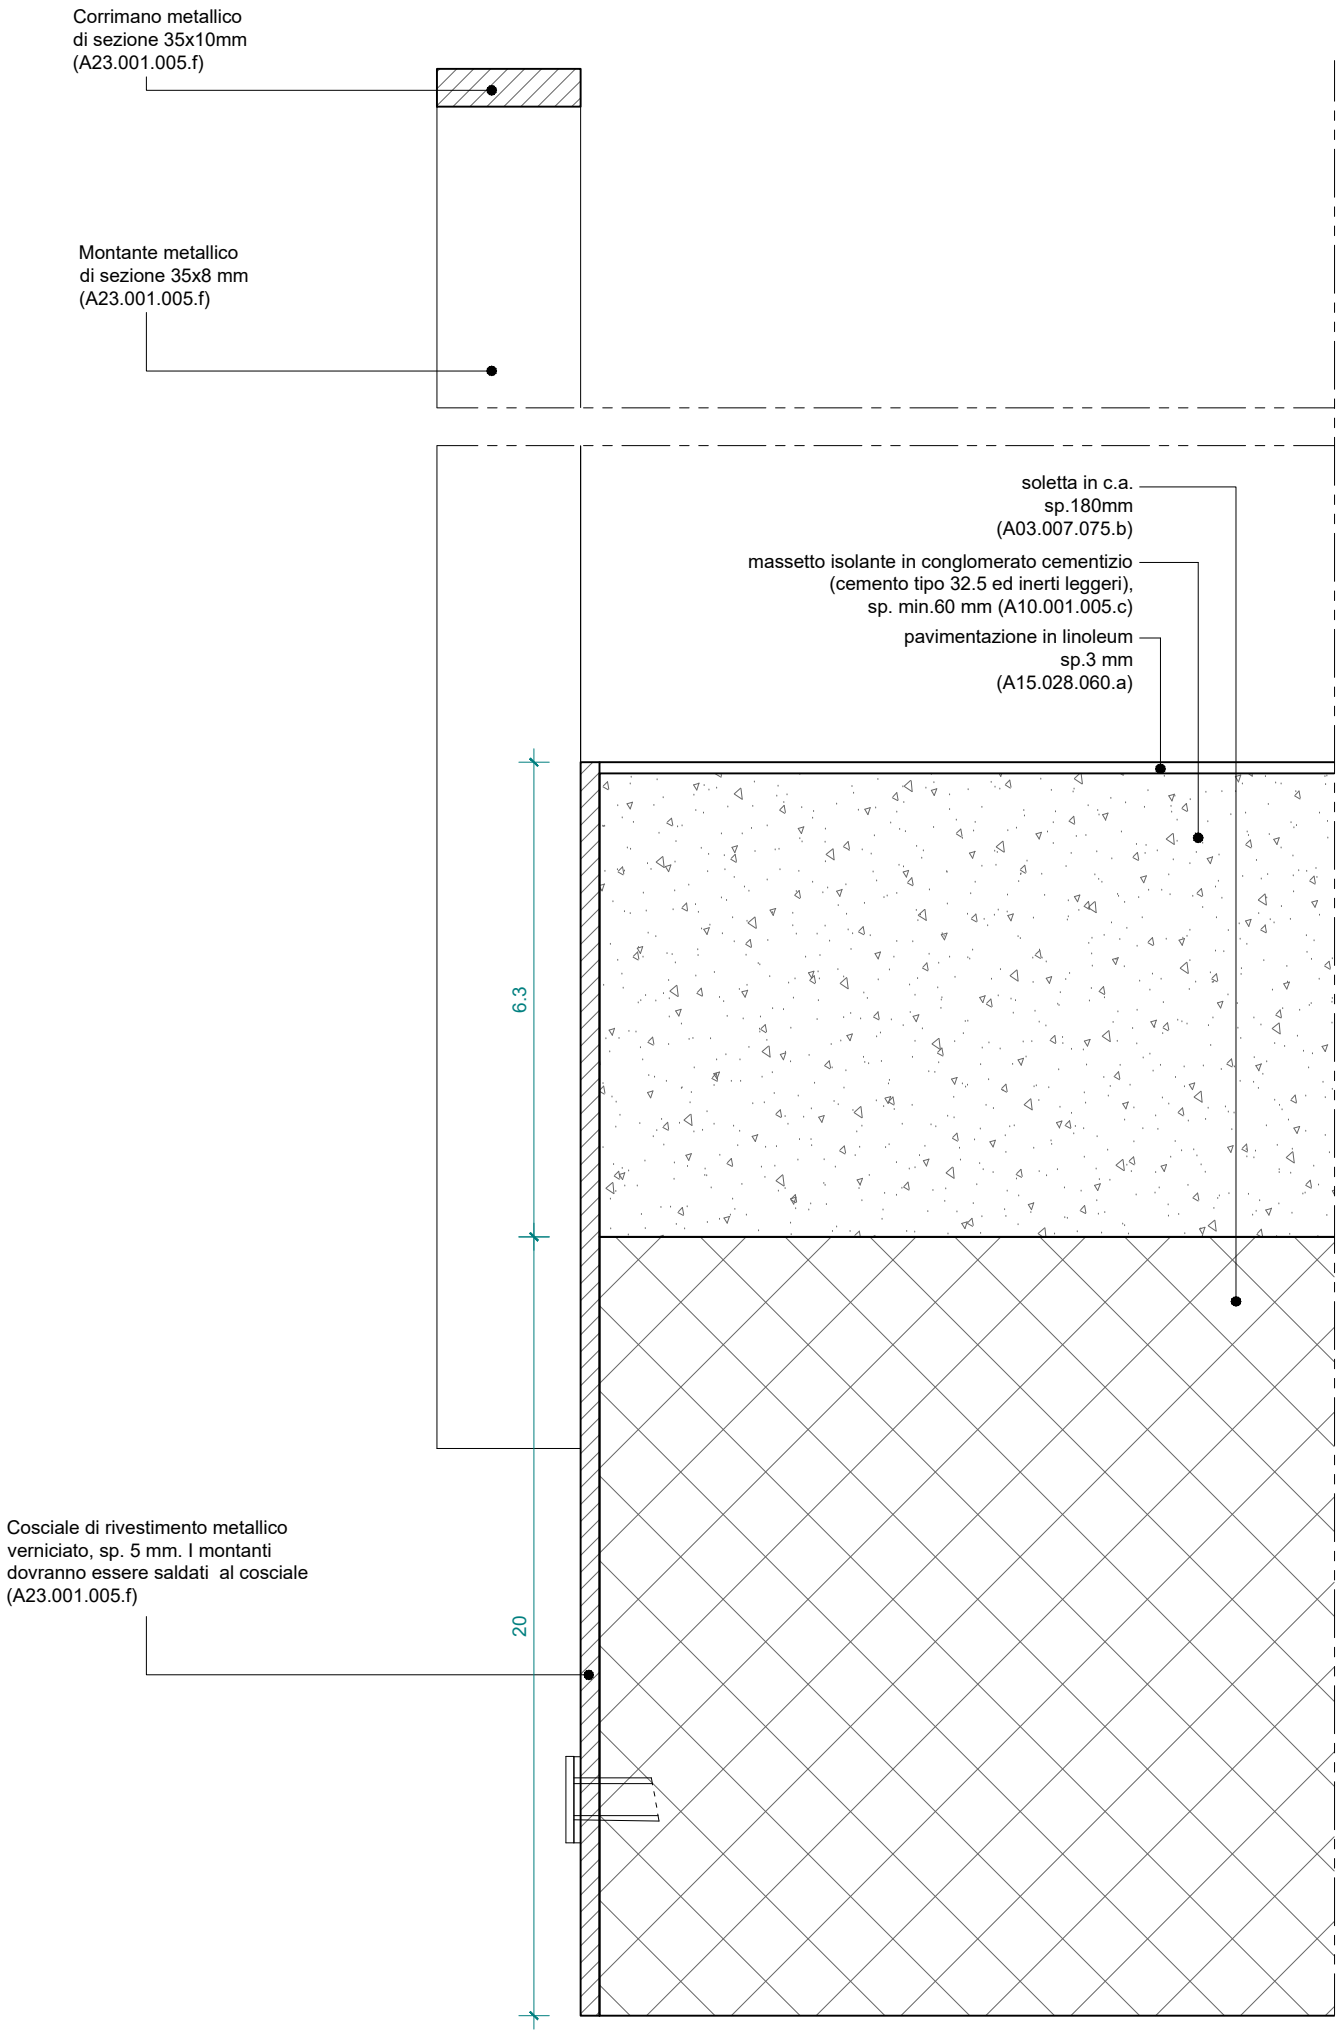 Corrimano metallico
di sezione 35x10mm
(A23.001.005.f)
Montante metallico
di sezione 35x8 mm
(A23.001.005.f)
soletta in c.a.
sp.180mm
(A03.007.075.b)
massetto isolante in conglomerato cementizio
(cemento tipo 32.5 ed inerti leggeri),
sp. min.60 mm (A10.001.005.c)
pavimentazione in linoleum
sp.3 mm
(A15.028.060.a)
6.3
Cosciale di rivestimento metallico
verniciato, sp. 5 mm. I montanti
dovranno essere saldati  al cosciale
(A23.001.005.f)
20